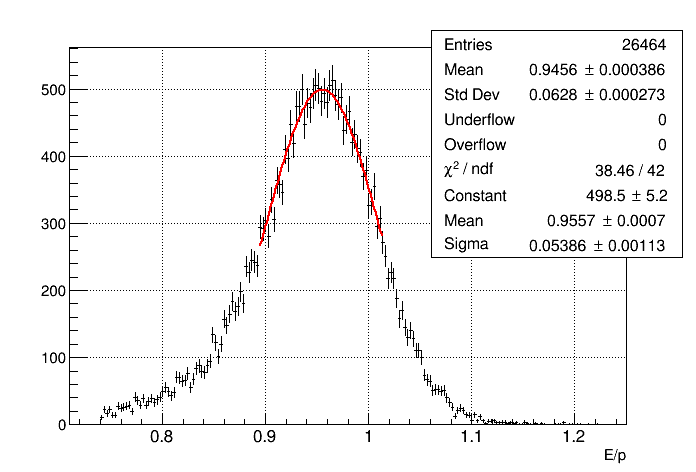 Entries 26464
Mean 0.9456 ± 0.000386
Std Dev 0.0628 ± 0.000273
Underflow 0
Overflow 0
χ² / ndf 38.46 / 42
Constant 498.5 ± 5.2
Mean 0.9557 ± 0.0007
Sigma 0.05386 ± 0.00113
500
400
300
200
100
0
0.8 0.9 1 1.1 1.2
E/p